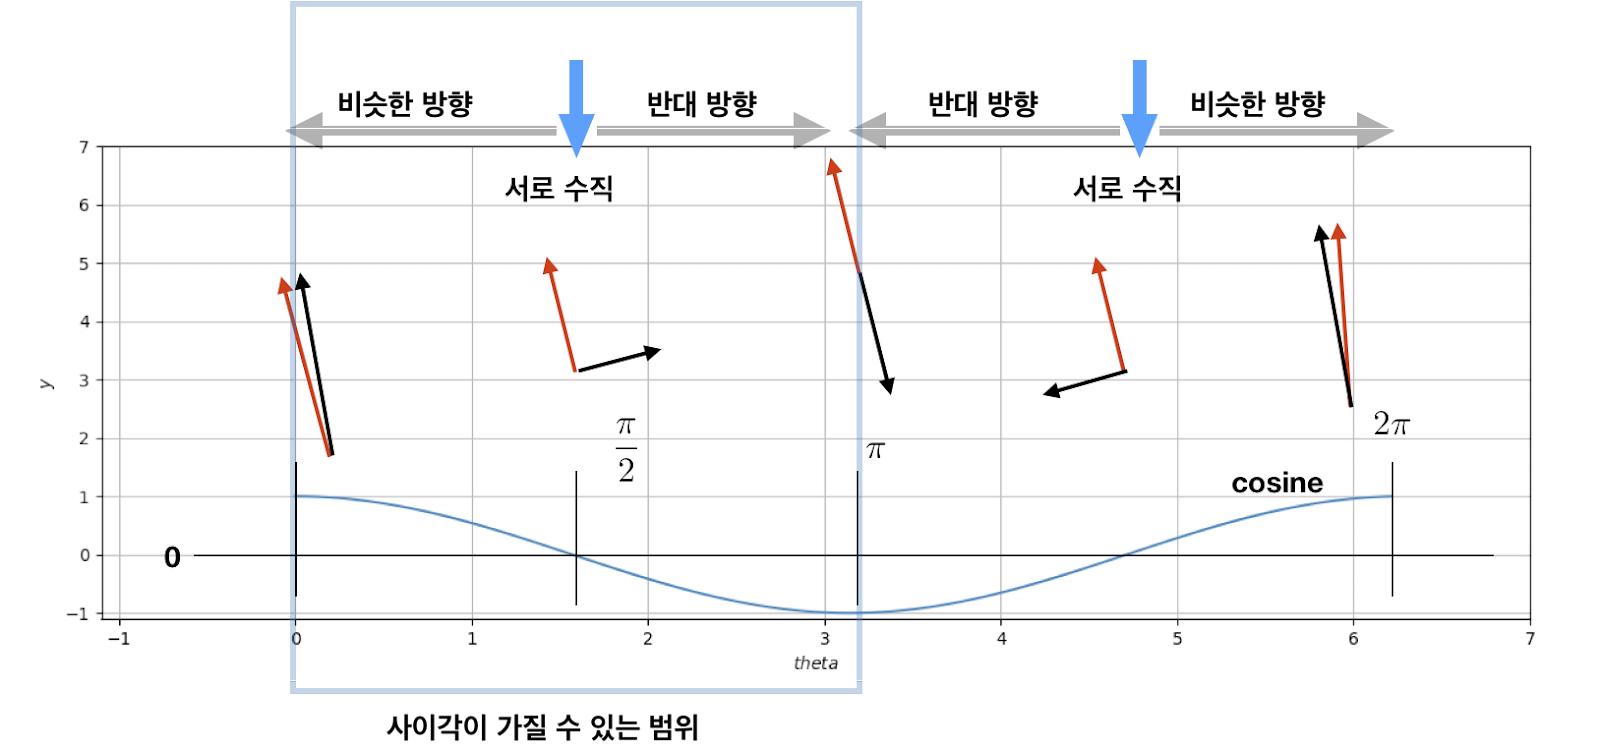 비슷한 방향
반대 방향
반대 방향
비슷한 방향
서로 수직
서로 수직
7
6
5
4
3
2
1
0
−1
y
π
2
π
2π
cosine
0
−1 0 1 2 3 4 5 6 7
theta
사이각이 가질 수 있는 범위